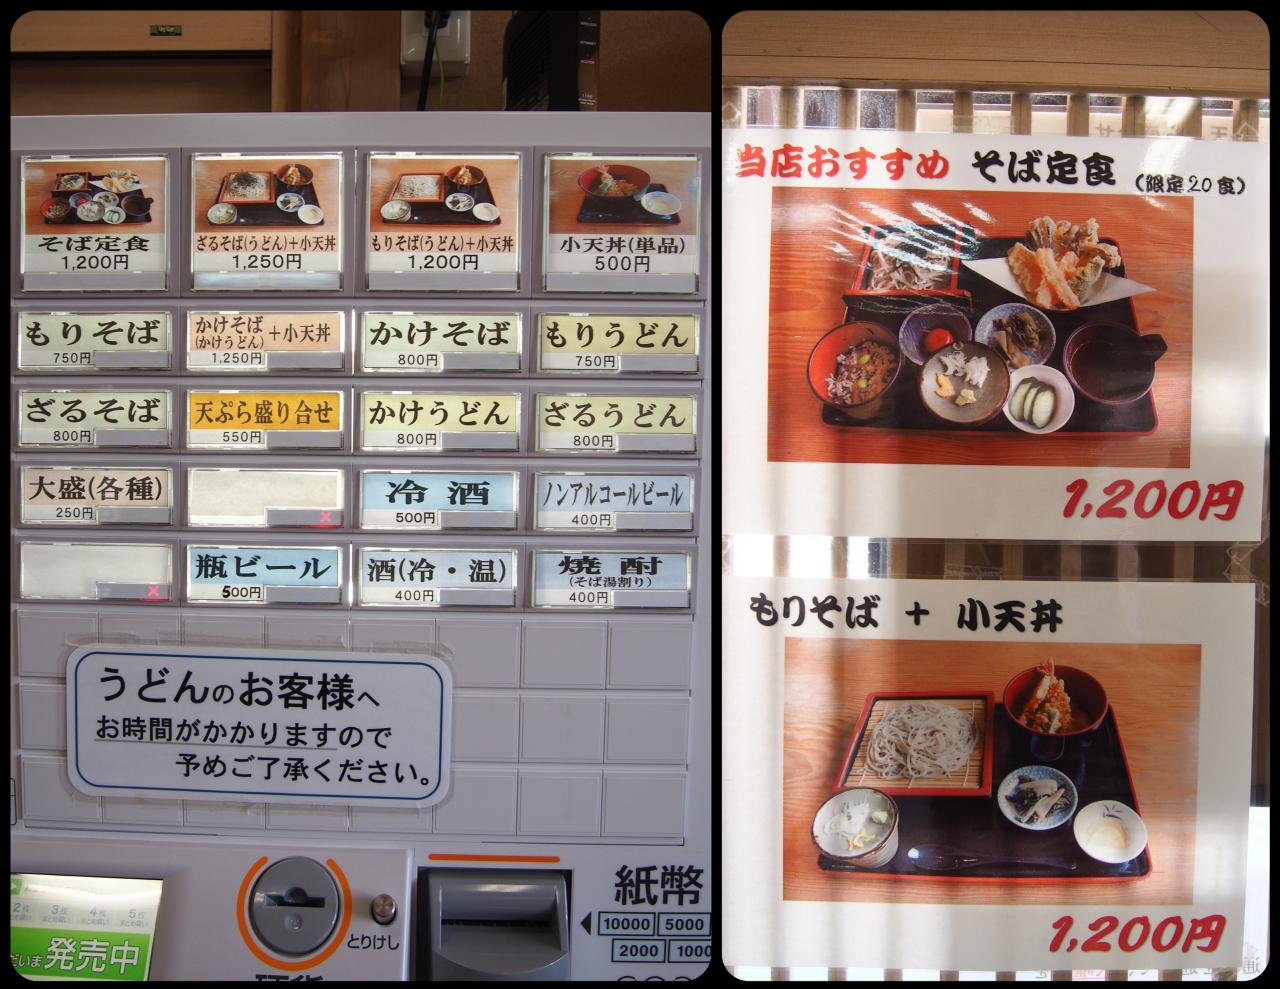 そば定食
1,200円
ざるそば(うどん)+小天丼
1,250円
もりそば(うどん)+小天丼
1,200円
小天丼(単品)
500円
もりそば
750円
かけそば
(かけうどん)
+小天丼
1,250円
かけそば
800円
もりうどん
750円
ざるそば
800円
天ぷら盛り合せ
550円
かけうどん
800円
ざるうどん
800円
大盛(各種)
250円
冷酒
500円
ノンアルコールビール
400円
瓶ビール
500円
酒(冷・温)
400円
焼酎
(そば湯割り)
400円
うどんのお客様へ
お時間がかかりますので
予めご了承ください。
2枚 3枚 4枚 5枚
発売中
とりけし
紙幣
10000 5000
2000 1000
当店おすすめ そば定食 (限定20食)
1,200円
もりそば + 小天丼
1,200円